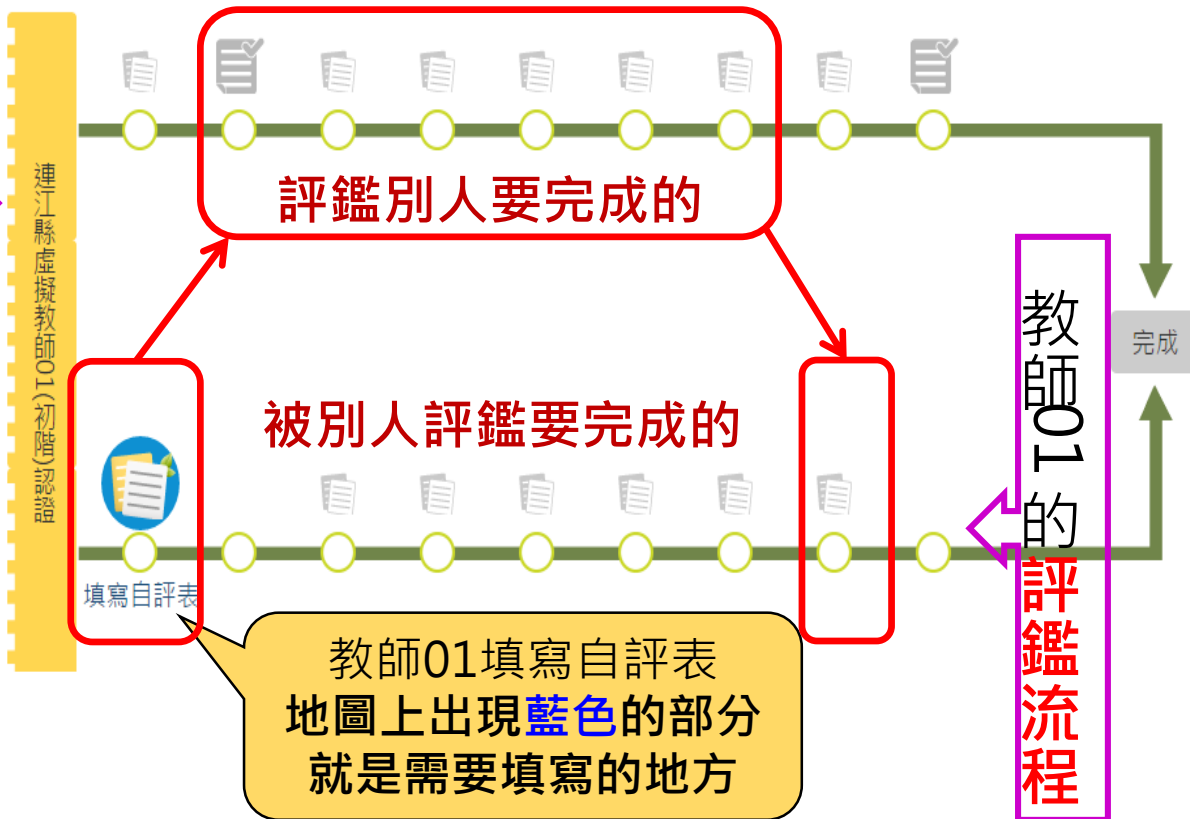 連江縣虛擬教師01(初階)認證
評鑑別人要完成的
被別人評鑑要完成的
完成
填寫自評表
教師01填寫自評表
地圖上出現藍色的部分
就是需要填寫的地方
教師01的評鑑流程